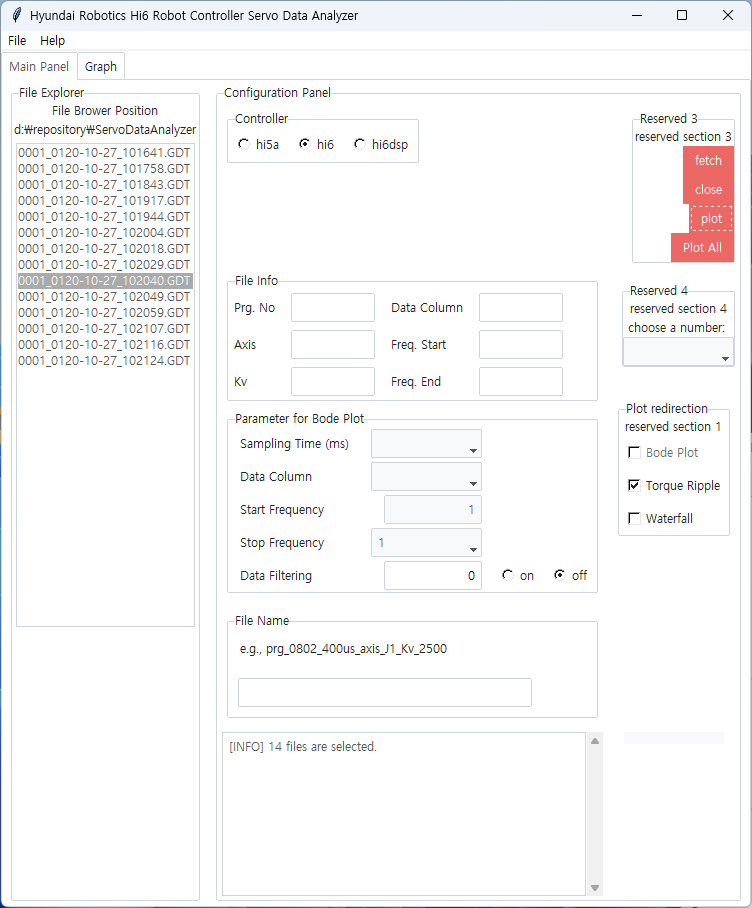 Hyundai Robotics Hi6 Robot Controller Servo Data Analyzer
File Help
Main Panel Graph
File Explorer
File Brower Position
d:₩repository₩ServoDataAnalyzer
0001_0120-10-27_101641.GDT
0001_0120-10-27_101758.GDT
0001_0120-10-27_101843.GDT
0001_0120-10-27_101917.GDT
0001_0120-10-27_101944.GDT
0001_0120-10-27_102004.GDT
0001_0120-10-27_102018.GDT
0001_0120-10-27_102029.GDT
0001_0120-10-27_102040.GDT
0001_0120-10-27_102049.GDT
0001_0120-10-27_102059.GDT
0001_0120-10-27_102107.GDT
0001_0120-10-27_102116.GDT
0001_0120-10-27_102124.GDT
Configuration Panel
Controller
hi5a hi6 hi6dsp
File Info
Prg. No Data Column
Axis Freq. Start
Kv Freq. End
Parameter for Bode Plot
Sampling Time (ms)
Data Column
Start Frequency 1
Stop Frequency 1
Data Filtering 0 on off
File Name
e.g., prg_0802_400us_axis_J1_Kv_2500
[INFO] 14 files are selected.
Reserved 3
reserved section 3
fetch
close
plot
Plot All
Reserved 4
reserved section 4
choose a number:
Plot redirection
reserved section 1
Bode Plot
Torque Ripple
Waterfall